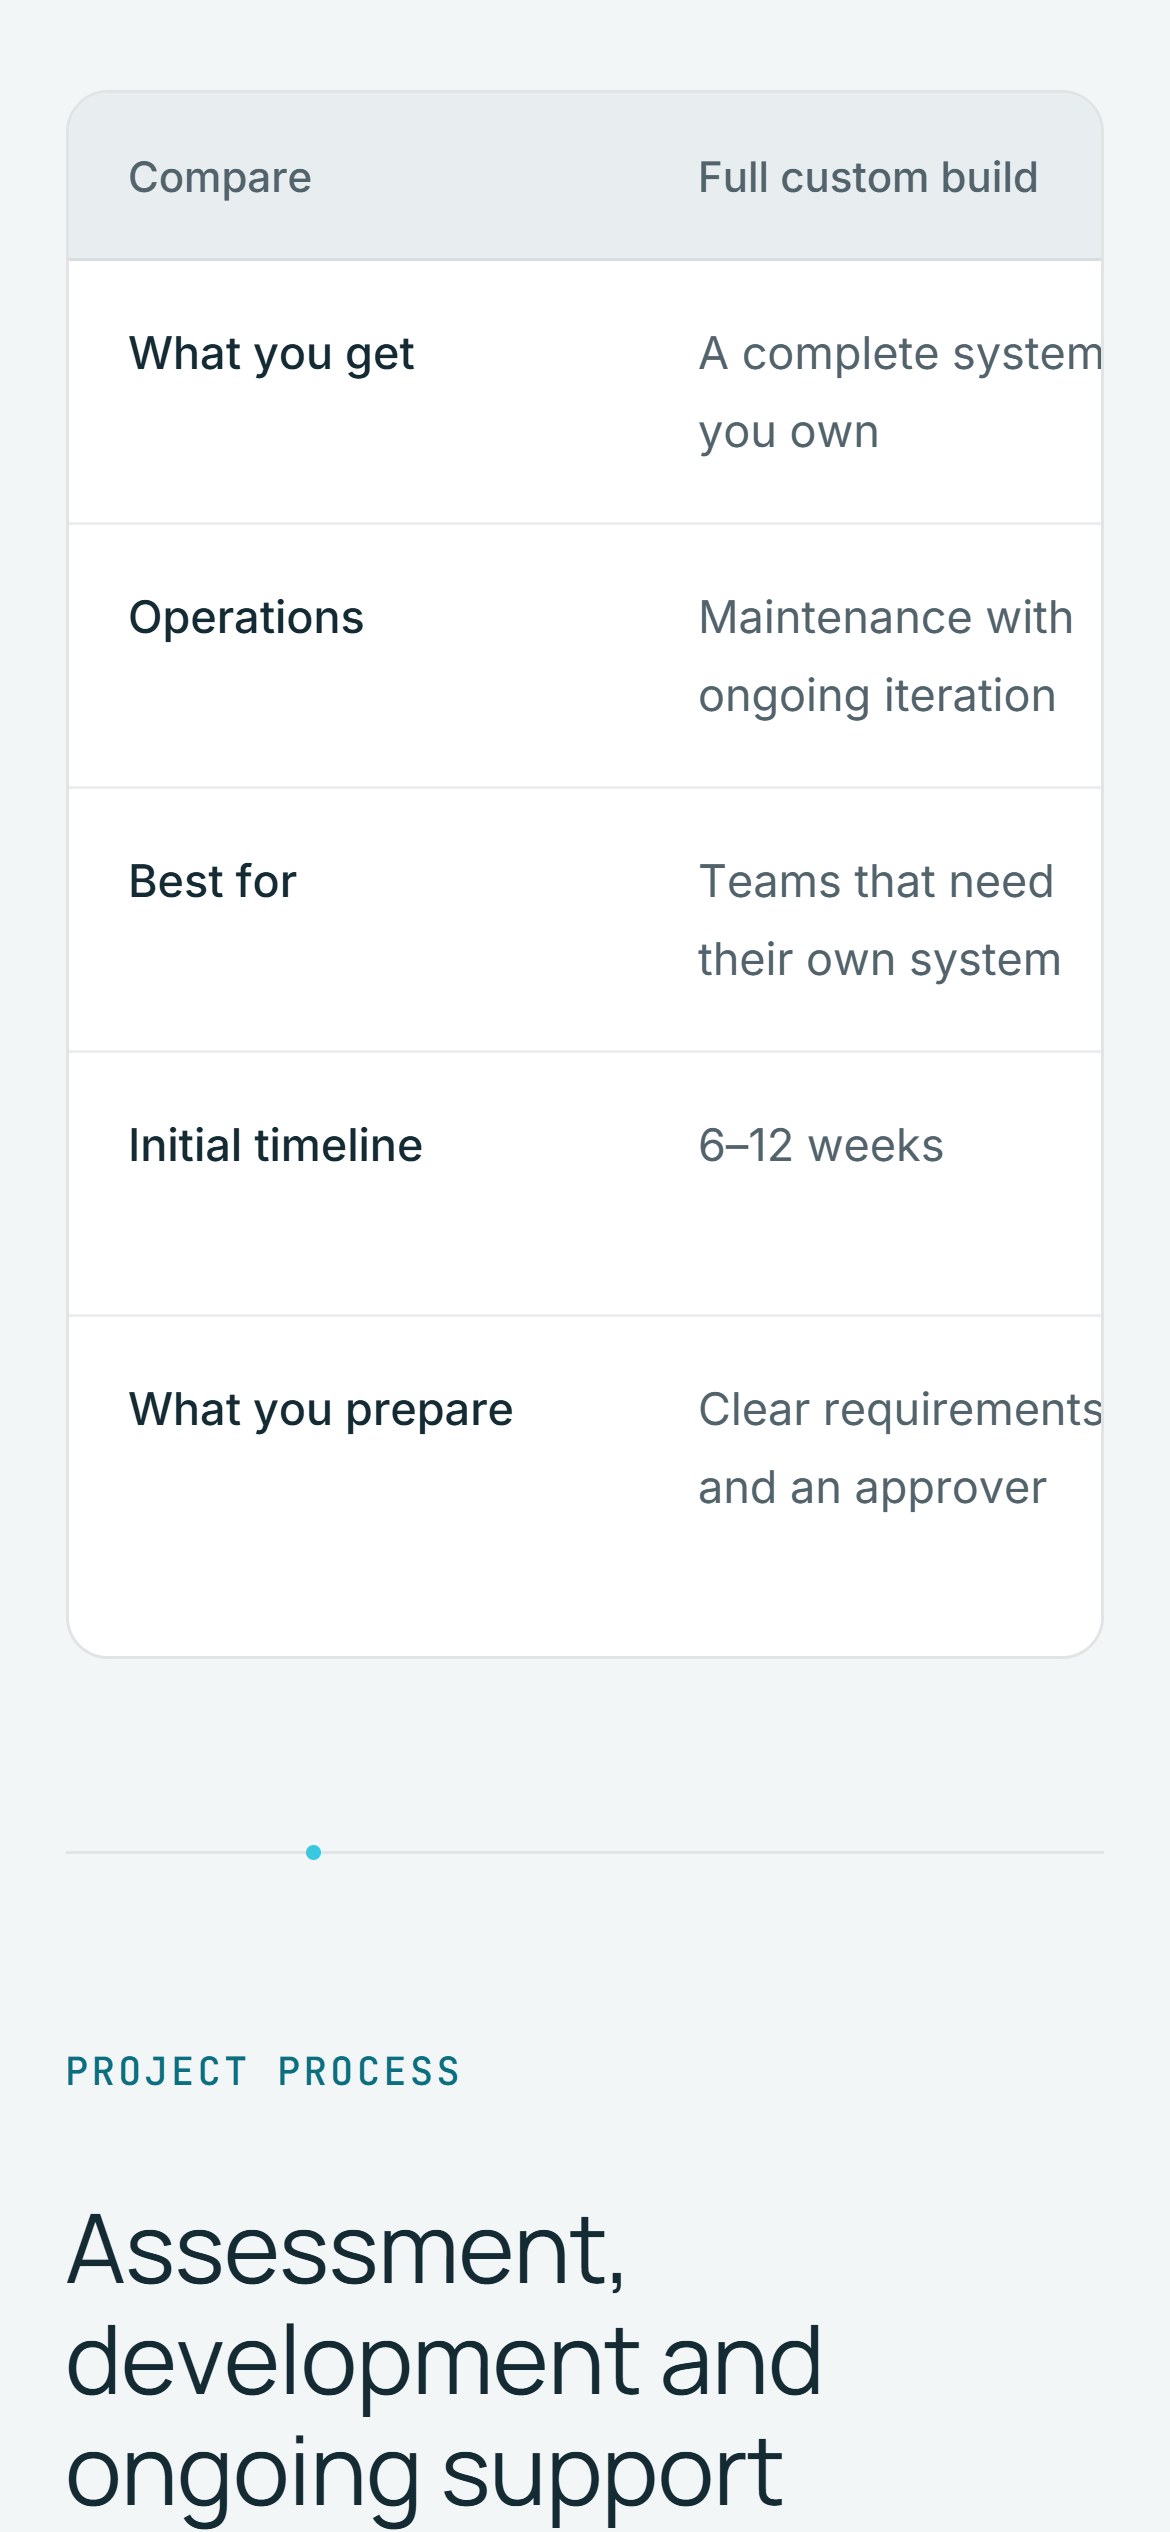 Compare
Full custom build
What you get
A complete system
you own
Operations
Maintenance with
ongoing iteration
Best for
Teams that need
their own system
Initial timeline
6–12 weeks
What you prepare
Clear requirements
and an approver
PROJECT PROCESS
Assessment,
development and
ongoing support